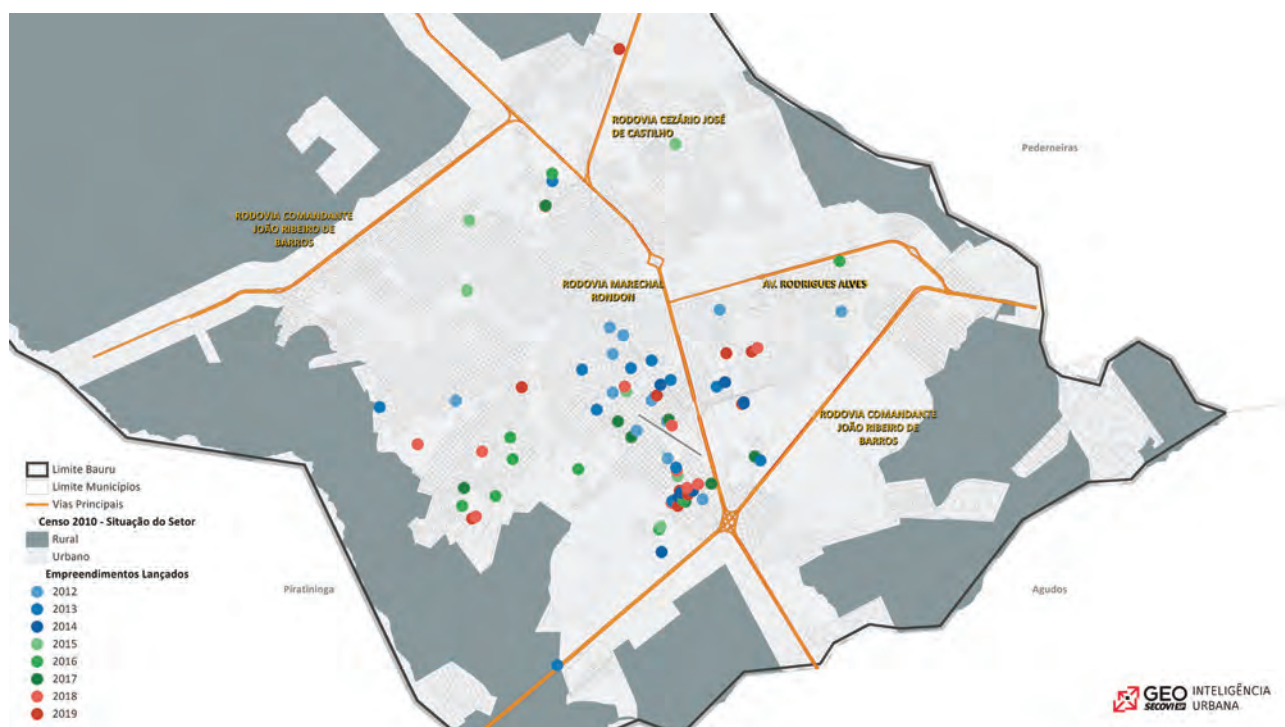 RODOVIA CEZÁRIO JOSÉ
DE CASTILHO
Pederneiras
RODOVIA COMANDANTE
JOÃO RIBEIRO DE
BARROS
RODOVIA MARECHAL
RONDON
AV. RODRIGUES ALVES
RODOVIA COMANDANTE
JOÃO RIBEIRO DE
BARROS
Limite Bauru
Limite Municípios
Vias Principais
Censo 2010 - Situação do Setor
Rural
Urbano
Empreendimentos Lançados
2012
2013
2014
2015
2016
2017
2018
2019
Piratininga
Agudos
GEO
SECOVI SP
INTELIGÊNCIA
URBANA